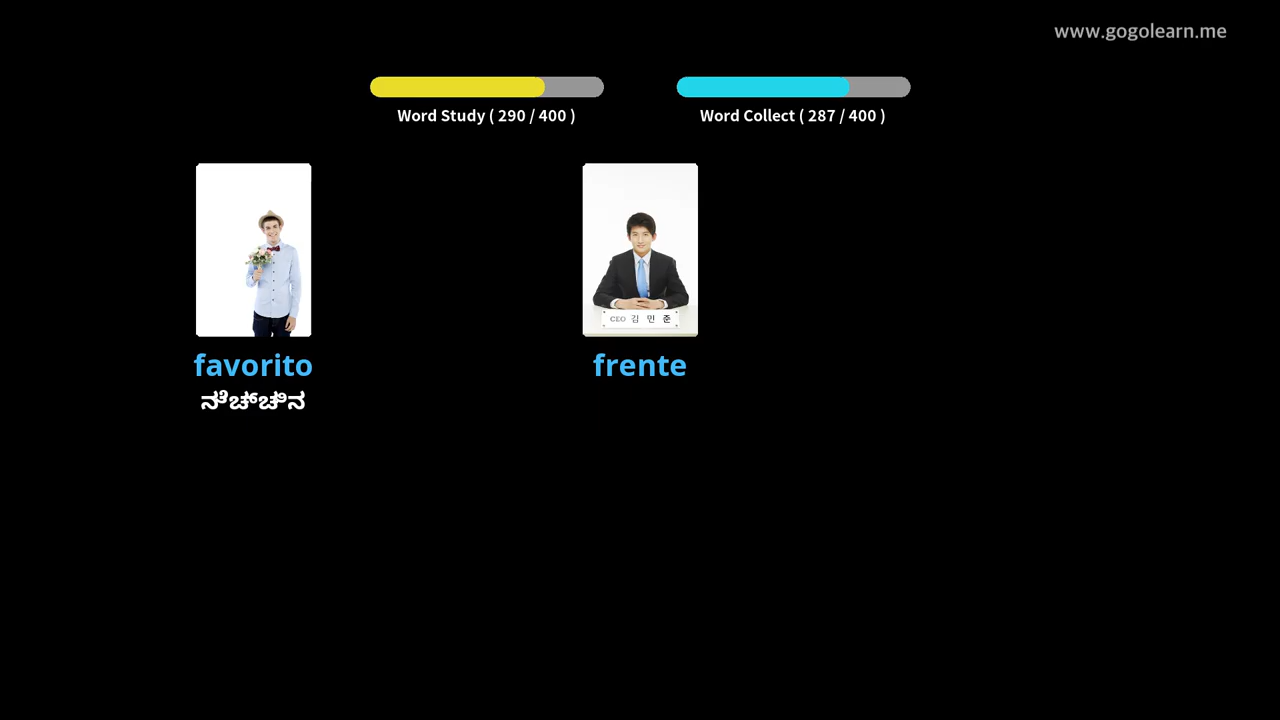 www.gogolearn.me
Word Study ( 290 / 400 )
Word Collect ( 287 / 400 )
CEO 김 민 준
favorito
frente
ನೆಚ್ಚಿನ